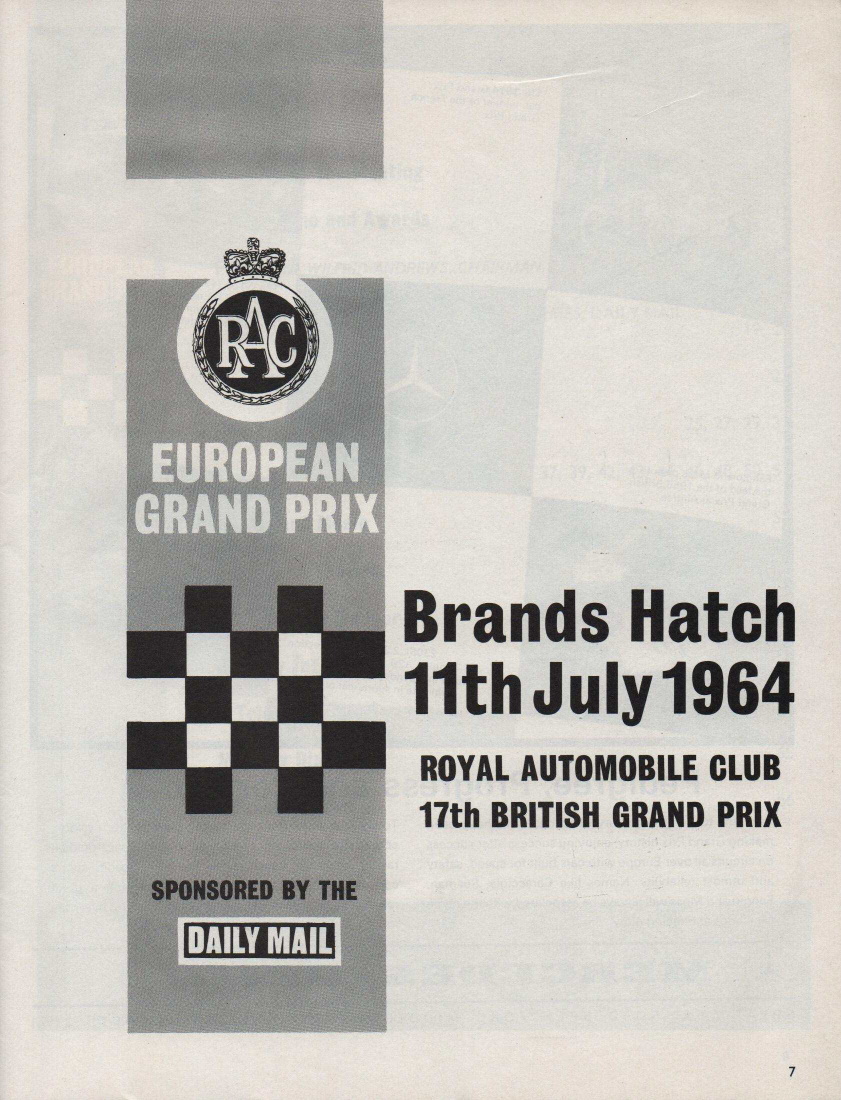 RAC
EUROPEAN
GRAND PRIX
Brands Hatch
11th July 1964
ROYAL AUTOMOBILE CLUB
17th BRITISH GRAND PRIX
SPONSORED BY THE
DAILY MAIL
7